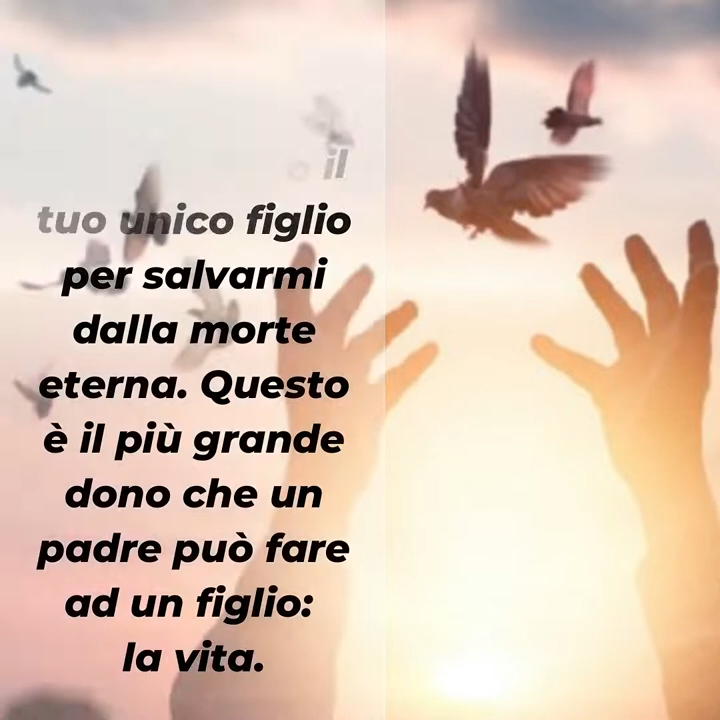 il
tuo unico figlio
per salvarmi
dalla morte
eterna. Questo
è il più grande
dono che un
padre può fare
ad un figlio:
la vita.